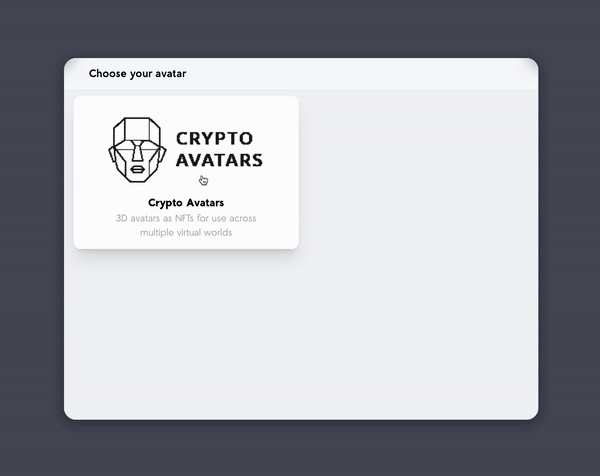 Choose your avatar
CRYPTO
AVATARS
Crypto Avatars
3D avatars as NFTs for use across
multiple virtual worlds